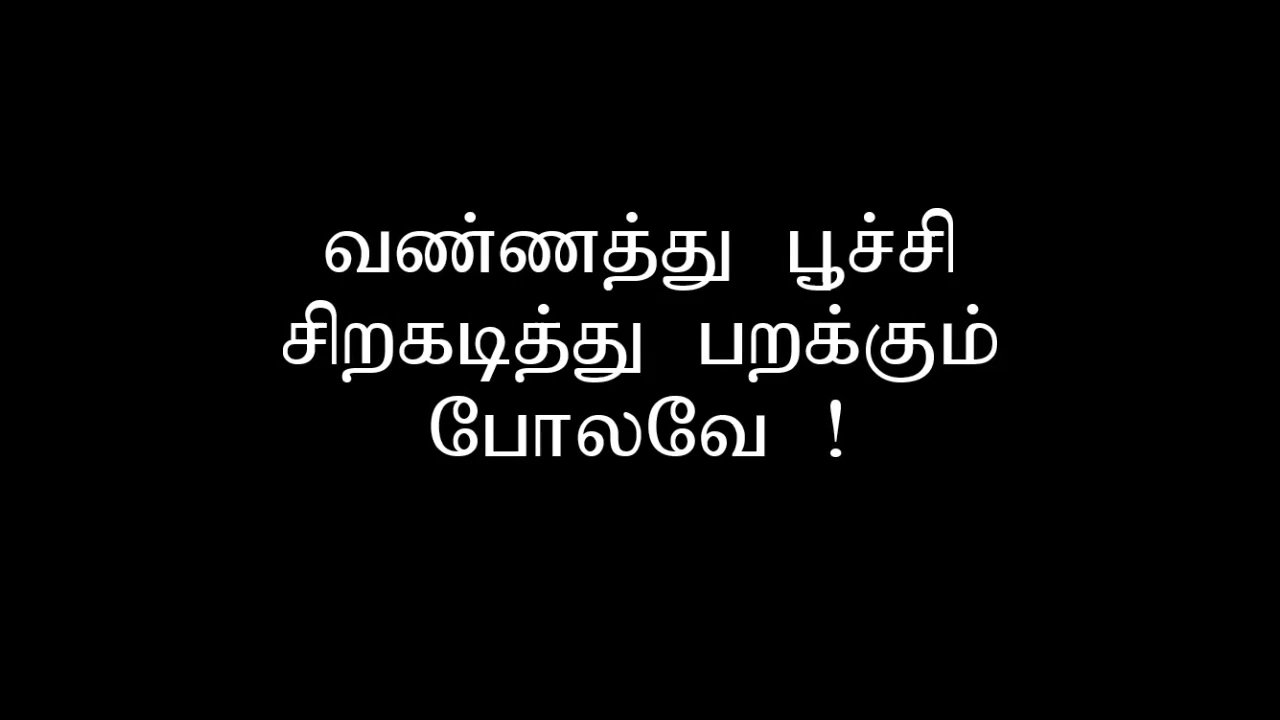 வண்ணத்து பூச்சி
சிறகடித்து பறக்கும்
போலவே !